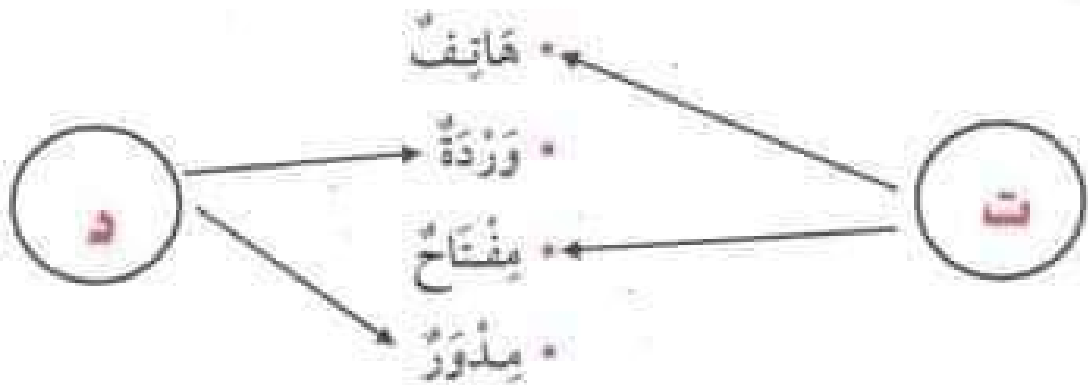 ت
هَاتِفٌ
وَرْدَةٌ
مِفْتَاحٌ
مِدْوَرٌ
د